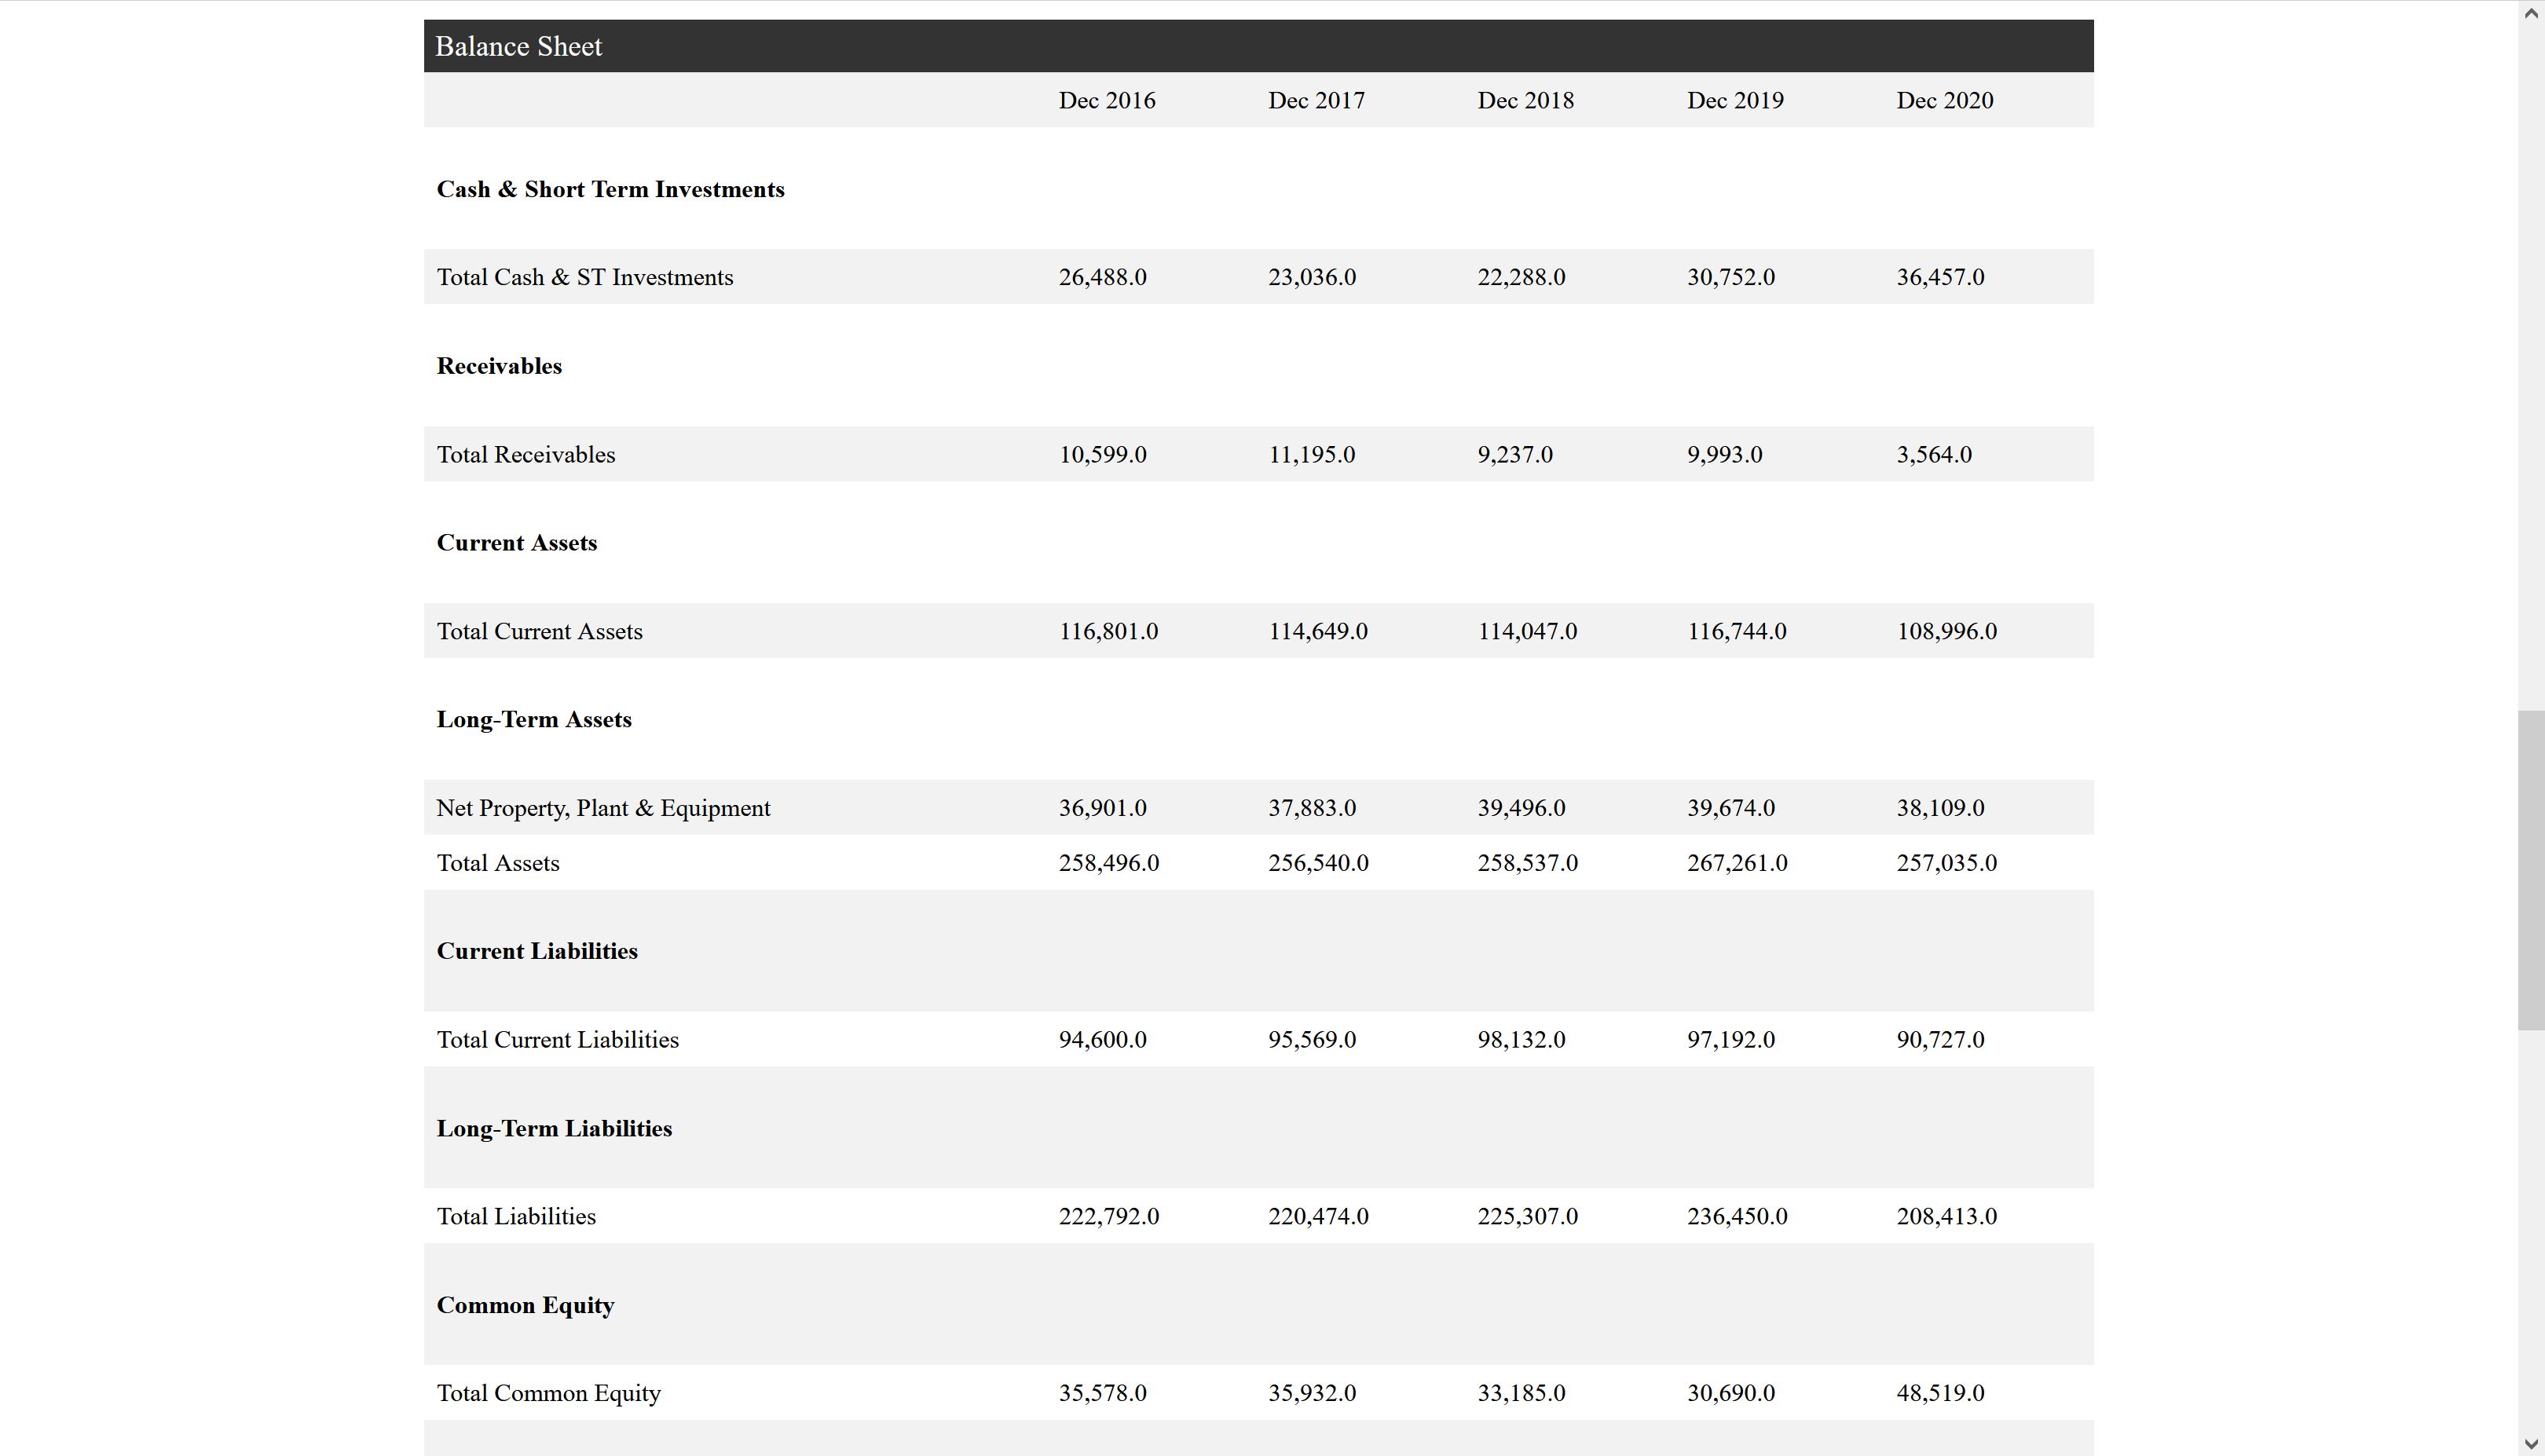 Balance Sheet
Dec 2016 Dec 2017 Dec 2018 Dec 2019 Dec 2020
Cash & Short Term Investments
Total Cash & ST Investments 26,488.0 23,036.0 22,288.0 30,752.0 36,457.0
Receivables
Total Receivables 10,599.0 11,195.0 9,237.0 9,993.0 3,564.0
Current Assets
Total Current Assets 116,801.0 114,649.0 114,047.0 116,744.0 108,996.0
Long-Term Assets
Net Property, Plant & Equipment 36,901.0 37,883.0 39,496.0 39,674.0 38,109.0
Total Assets 258,496.0 256,540.0 258,537.0 267,261.0 257,035.0
Current Liabilities
Total Current Liabilities 94,600.0 95,569.0 98,132.0 97,192.0 90,727.0
Long-Term Liabilities
Total Liabilities 222,792.0 220,474.0 225,307.0 236,450.0 208,413.0
Common Equity
Total Common Equity 35,578.0 35,932.0 33,185.0 30,690.0 48,519.0